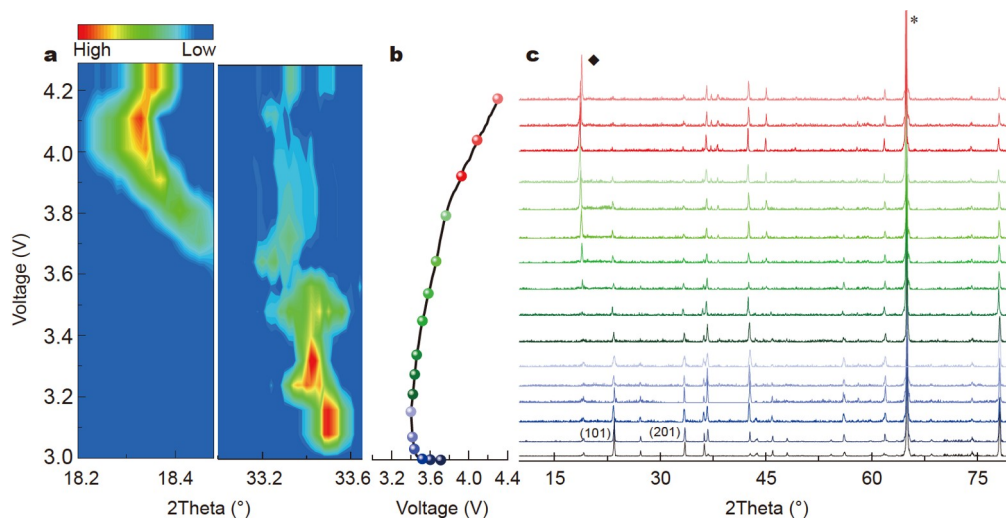 High Low
a
b
c
◆
*
4.2
4.0
3.8
3.6
3.4
3.2
3.0
Voltage (V)
18.2 18.4 33.2 33.6
2Theta (°)
3.2 3.6 4.0 4.4
Voltage (V)
(101) (201)
15 30 45 60 75
2Theta (°)